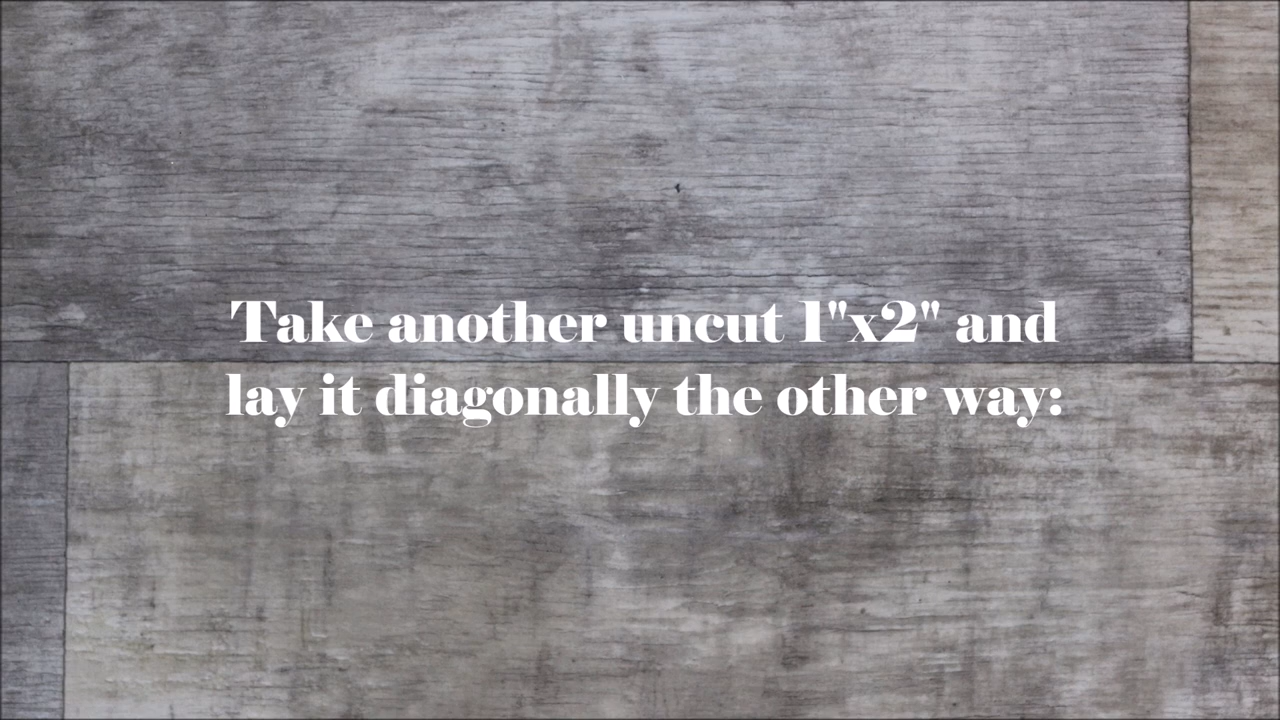 Take another uncut 1"x2" and
lay it diagonally the other way: